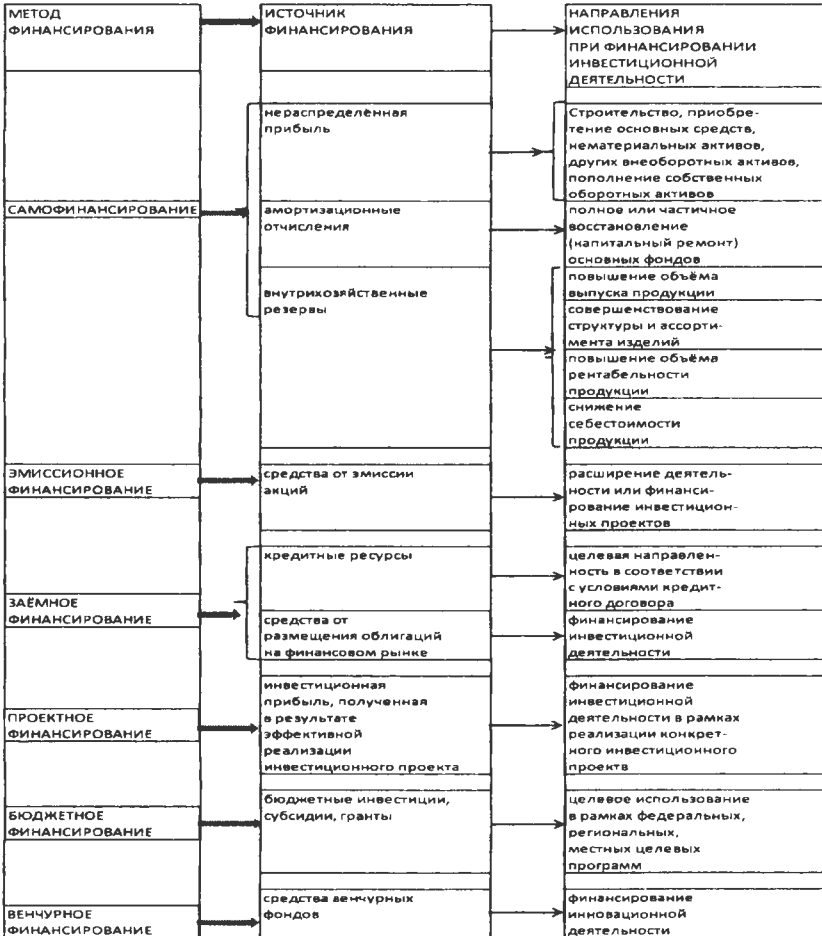 МЕТОД
ФИНАНСИРОВАНИЯ
ИСТОЧНИК
ФИНАНСИРОВАНИЯ
НАПРАВЛЕНИЯ
ИСПОЛЬЗОВАНИЯ
ПРИ ФИНАНСИРОВАНИИ
ИНВЕСТИЦИОННОЙ
ДЕЯТЕЛЬНОСТИ
САМОФИНАНСИРОВАНИЕ
нераспределённая
прибыль
Строительство, приобре-
тение основных средств,
нематериальных активов,
других внеоборотных активов,
пополнение собственных
оборотных активов
амортизационные
отчисления
полное или частичное
восстановление
(капитальный ремонт)
основных фондов
внутрихозяйственные
резервы
повышение объёма
выпуска продукции
совершенствование
структуры и ассорти-
мента изделий
повышение объёма
рентабельности
продукции
снижение
себестоимости
продукции
ЭМИССИОННОЕ
ФИНАНСИРОВАНИЕ
средства от эмиссии
акций
расширение деятель-
ности или финанси-
рование инвестицион-
ных проектов
ЗАЁМНОЕ
ФИНАНСИРОВАНИЕ
кредитные ресурсы
целевая направлен-
ность в соответствии
с условиями кредит-
ного договора
средства от
размещения облигаций
на финансовом рынке
финансирование
инвестиционной
деятельности
ПРОЕКТНОЕ
ФИНАНСИРОВАНИЕ
инвестиционная
прибыль, полученная
в результате
эффективной
реализации
инвестиционного проекта
финансирование
инвестиционной
деятельности в рамках
реализации конкрет-
ного инвестиционного
проектв
БЮДЖЕТНОЕ
ФИНАНСИРОВАНИЕ
бюджетные инвестиции,
субсидии, гранты
целевое использование
в рамках федеральных,
региональных,
местных целевых
программ
ВЕНЧУРНОЕ
ФИНАНСИРОВАНИЕ
средства венчурных
фондов
финансирование
инновационной
деятельности